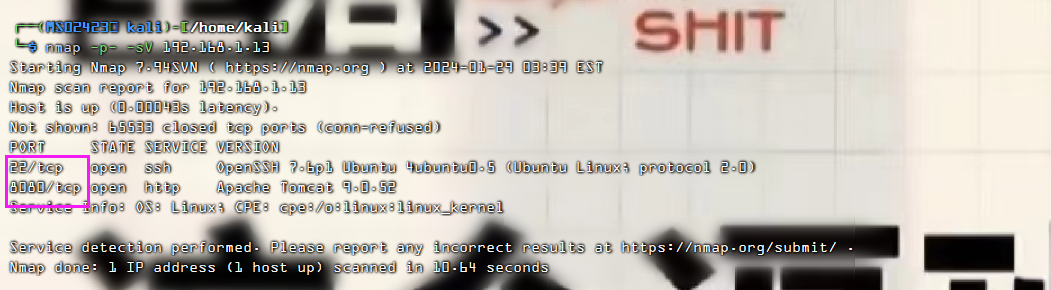 ┌──(MS02423㉿ kali)-[/home/kali]
└─$ nmap -p- -sV 192.168.1.13
>> SHIT
Starting Nmap 7.94SVN ( https://nmap.org ) at 2024-01-29 03:39 EST
Nmap scan report for 192.168.1.13
Host is up (0.00043s latency).
Not shown: 65533 closed tcp ports (conn-refused)
PORT     STATE SERVICE VERSION
22/tcp   open  ssh     OpenSSH 7.6p1 Ubuntu 4ubuntu0.5 (Ubuntu Linux; protocol 2.0)
8080/tcp open  http    Apache Tomcat 9.0.52
Service Info: OS: Linux; CPE: cpe:/o:linux:linux_kernel
Service detection performed. Please report any incorrect results at https://nmap.org/submit/ .
Nmap done: 1 IP address (1 host up) scanned in 10.64 seconds